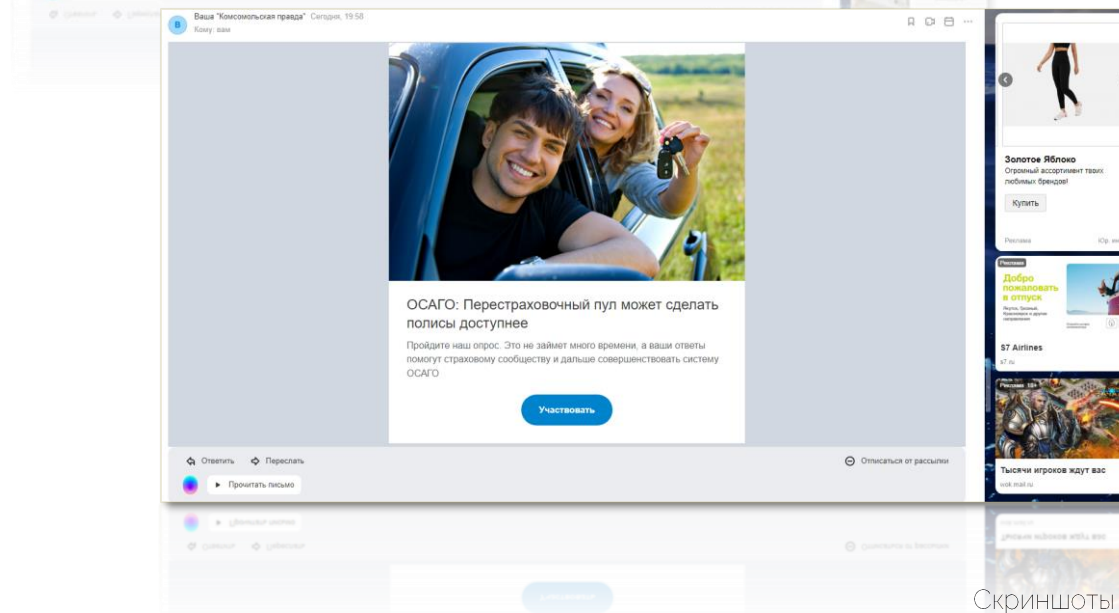 Ваша "Комсомольская правда" Сегодня, 19:58
Кому: вам
ОСАГО: Перестраховочный пул может сделать
полисы доступнее
Пройдите наш опрос. Это не займет много времени, а ваши ответы
помогут страховому сообществу и дальше совершенствовать систему
ОСАГО
Участвовать
Ответить Переслать
Отписаться от рассылки
Прочитать письмо
Золотое Яблоко
Огромный ассортимент твоих
любимых брендов!
Купить
Реклама
Реклама
Добро
пожаловать
в отпуск
S7 Airlines
s7.ru
Реклама 18+
Тысячи игроков ждут вас
wok.mail.ru
Скриншоты